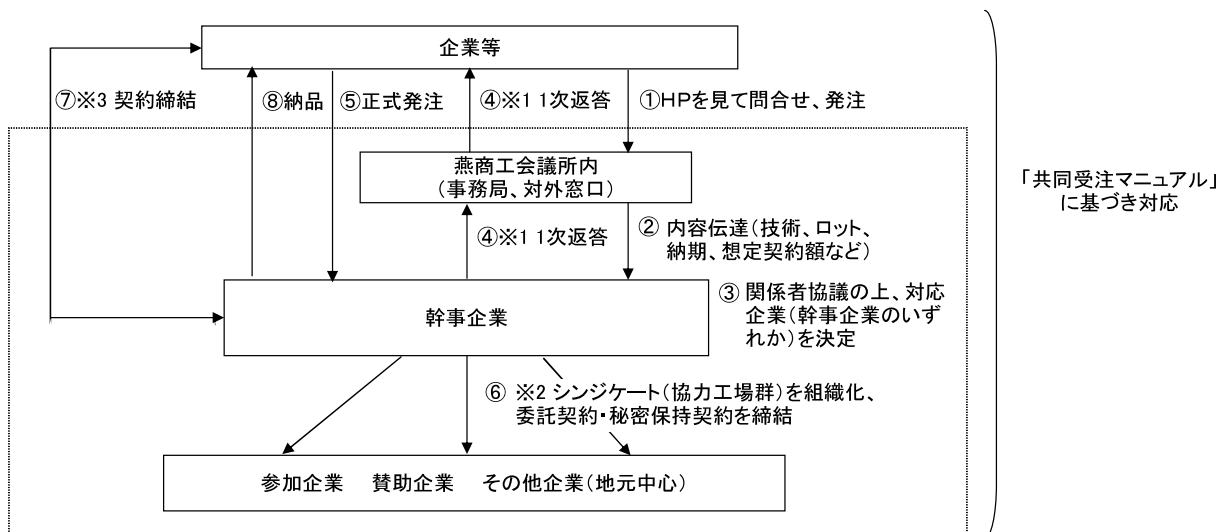 企業等
⑦※3 契約締結
⑧納品
⑤正式発注
④※1 1次返答
①HPを見て問合せ、発注
燕商工会議所内
(事務局、対外窓口)
「共同受注マニュアル」
に基づき対応
④※1 1次返答
② 内容伝達(技術、ロット、
納期、想定契約額など)
幹事企業
③ 関係者協議の上、対応
企業(幹事企業のいず
れか)を決定
⑥ ※2 シンジケート(協力工場群)を組織化、
委託契約・秘密保持契約を締結
参加企業 賛助企業 その他企業(地元中心)